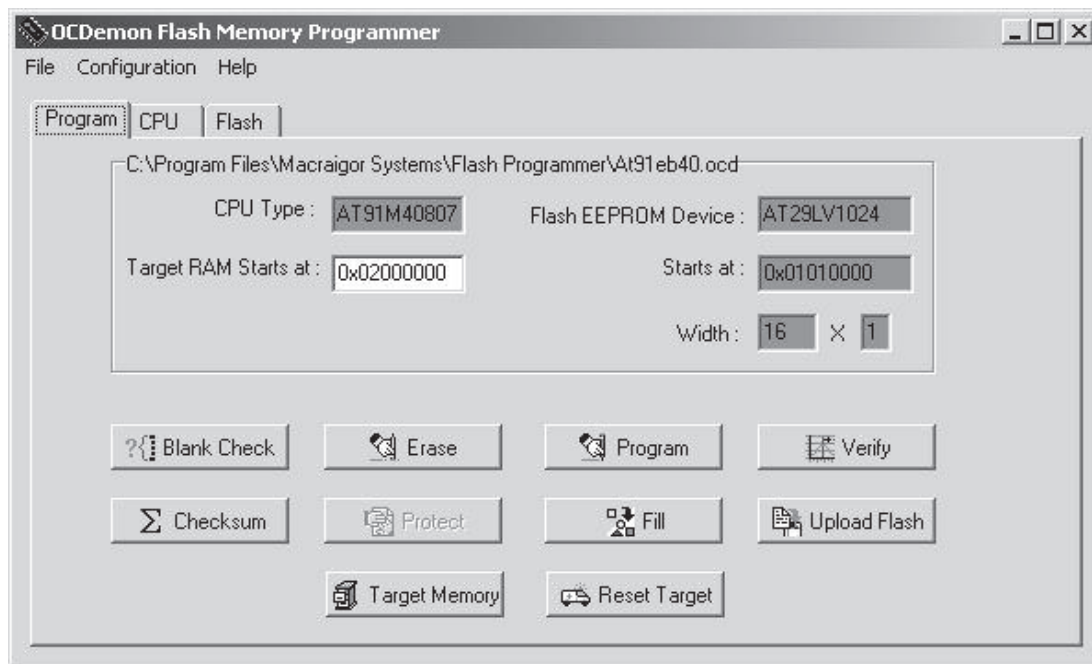 OCDemon Flash Memory Programmer
File Configuration Help
Program CPU Flash
C:\Program Files\Macraigor Systems\Flash Programmer\At91eb40.ocd
CPU Type : AT91M40807 Flash EEPROM Device : AT29LV1024
Target RAM Starts at : 0x02000000 Starts at : 0x01010000
Width : 16 X 1
?{ Blank Check Erase Program Verify
Σ Checksum Protect Fill Upload Flash
Target Memory Reset Target